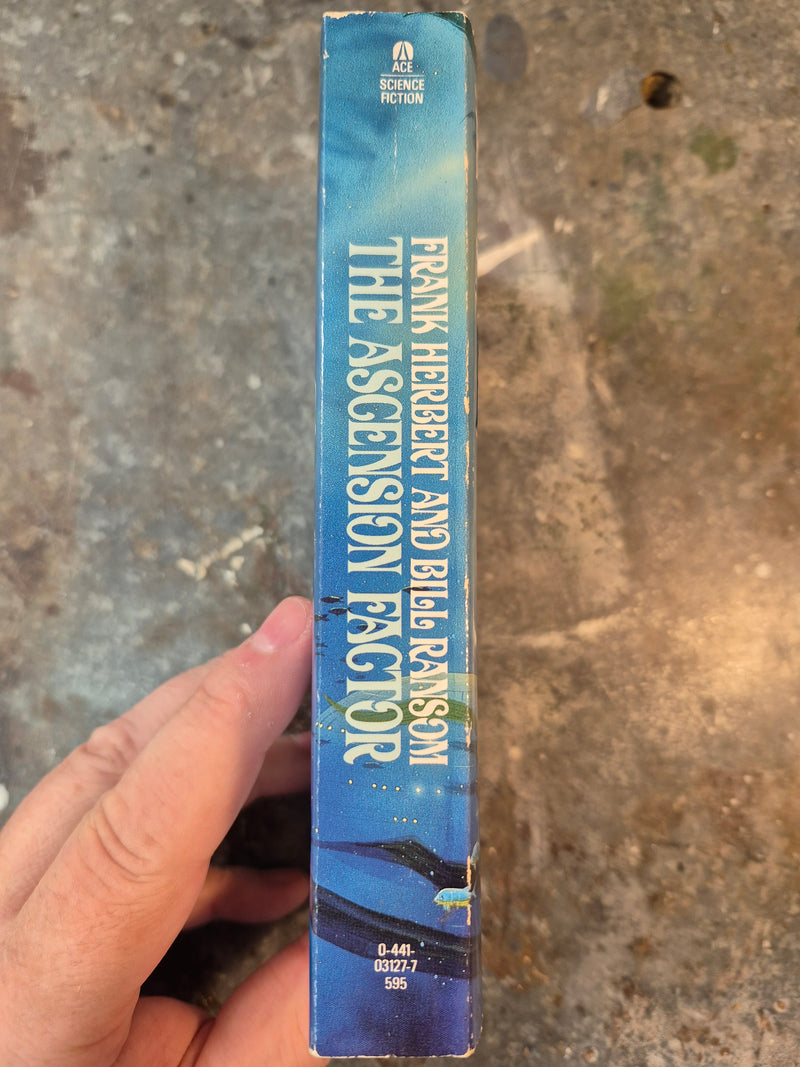 ACE
SCIENCE
FICTION
FRANK HERBERT AND BILL RANSOM
THE ASCENSION FACTOR
0-441-
03127-7
595